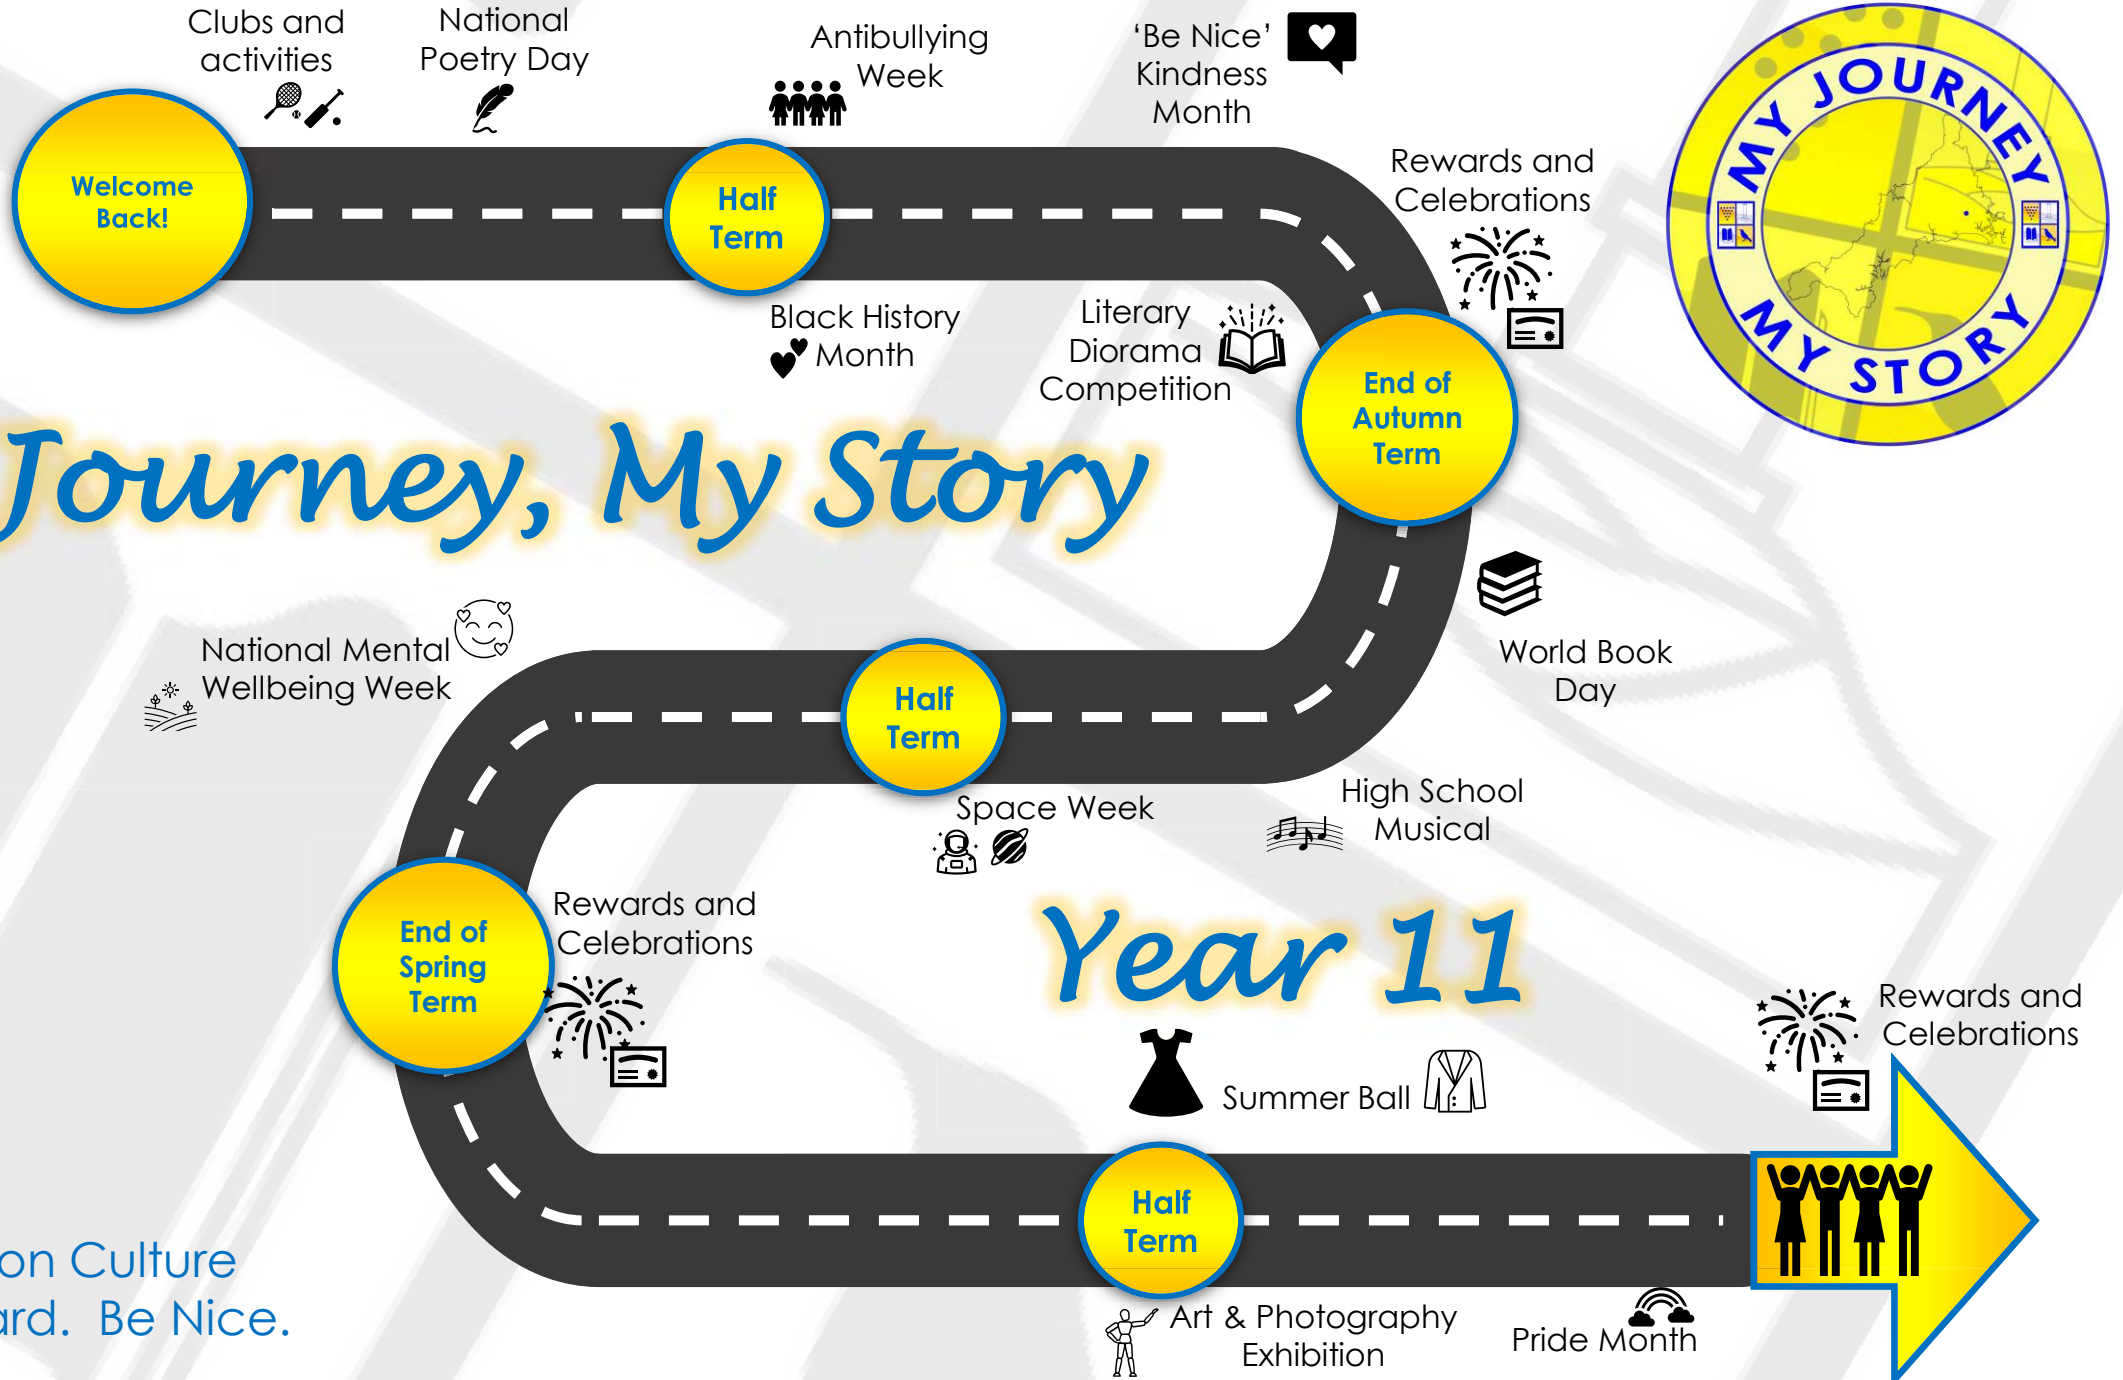 Clubs and
activities
National
Poetry Day
Antibullying
Week
‘Be Nice’
Kindness
Month
Rewards and
Celebrations
MY JOURNEY
MY STORY
Welcome
Back!
Half
Term
Black History
Month
Literary
Diorama
Competition
End of
Autumn
Term
Journey, My Story
World Book
Day
National Mental
Wellbeing Week
Half
Term
Space Week
High School
Musical
End of
Spring
Term
Rewards and
Celebrations
Year 11
Summer Ball
Rewards and
Celebrations
Half
Term
Art & Photography
Exhibition
Pride Month
on Culture
ard. Be Nice.